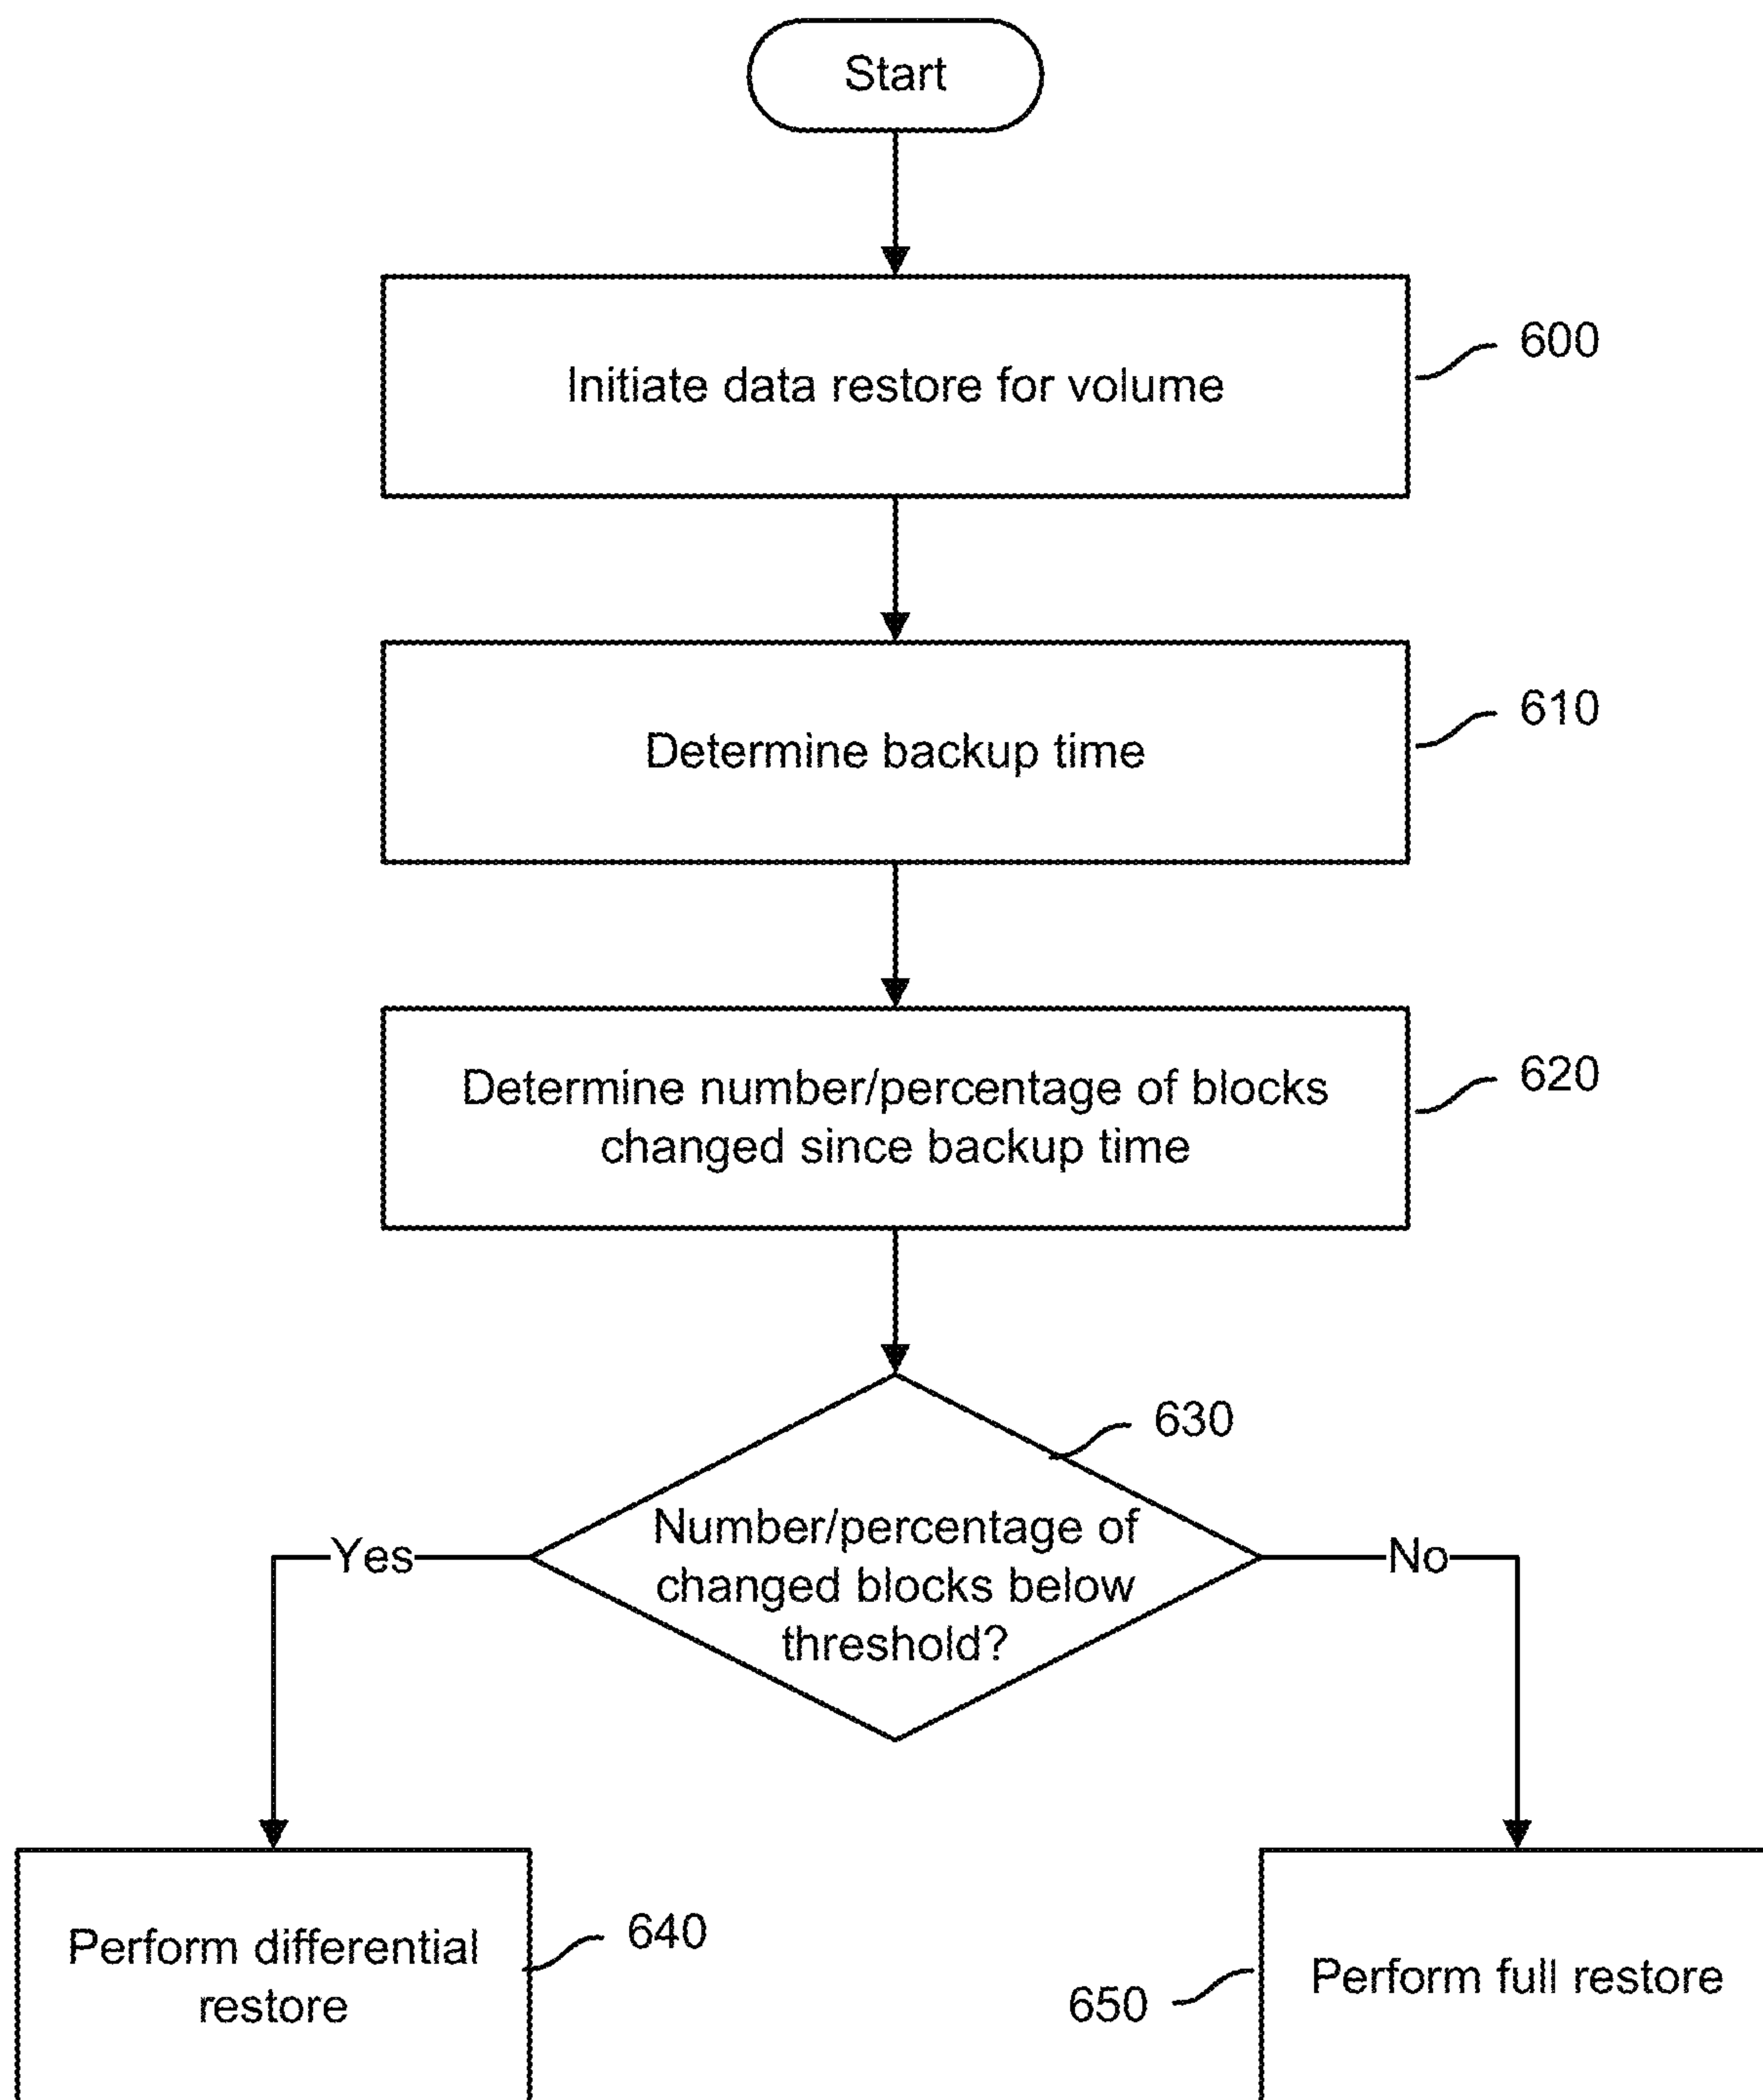 Start
Initiate data restore for volume
600
Determine backup time
610
Determine number/percentage of blocks
changed since backup time
620
630
Number/percentage of
changed blocks below
threshold?
Yes
No
Perform differential
restore
640
650
Perform full restore